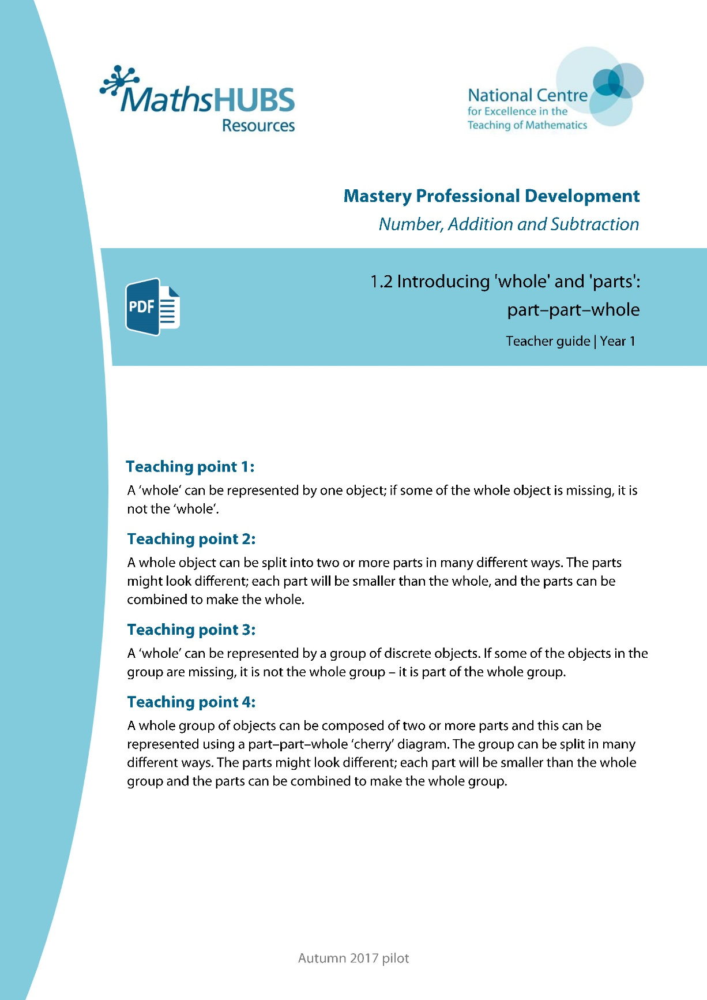 MathsHUBS
Resources
National Centre
for Excellence in the
Teaching of Mathematics
Mastery Professional Development
Number, Addition and Subtraction
1.2 Introducing 'whole' and 'parts':
part–part–whole
PDF
Teacher guide | Year 1
Teaching point 1:
A ‘whole’ can be represented by one object; if some of the whole object is missing, it is
not the ‘whole’.
Teaching point 2:
A whole object can be split into two or more parts in many different ways. The parts
might look different; each part will be smaller than the whole, and the parts can be
combined to make the whole.
Teaching point 3:
A ‘whole’ can be represented by a group of discrete objects. If some of the objects in the
group are missing, it is not the whole group – it is part of the whole group.
Teaching point 4:
A whole group of objects can be composed of two or more parts and this can be
represented using a part–part–whole ‘cherry’ diagram. The group can be split in many
different ways. The parts might look different; each part will be smaller than the whole
group and the parts can be combined to make the whole group.
Autumn 2017 pilot